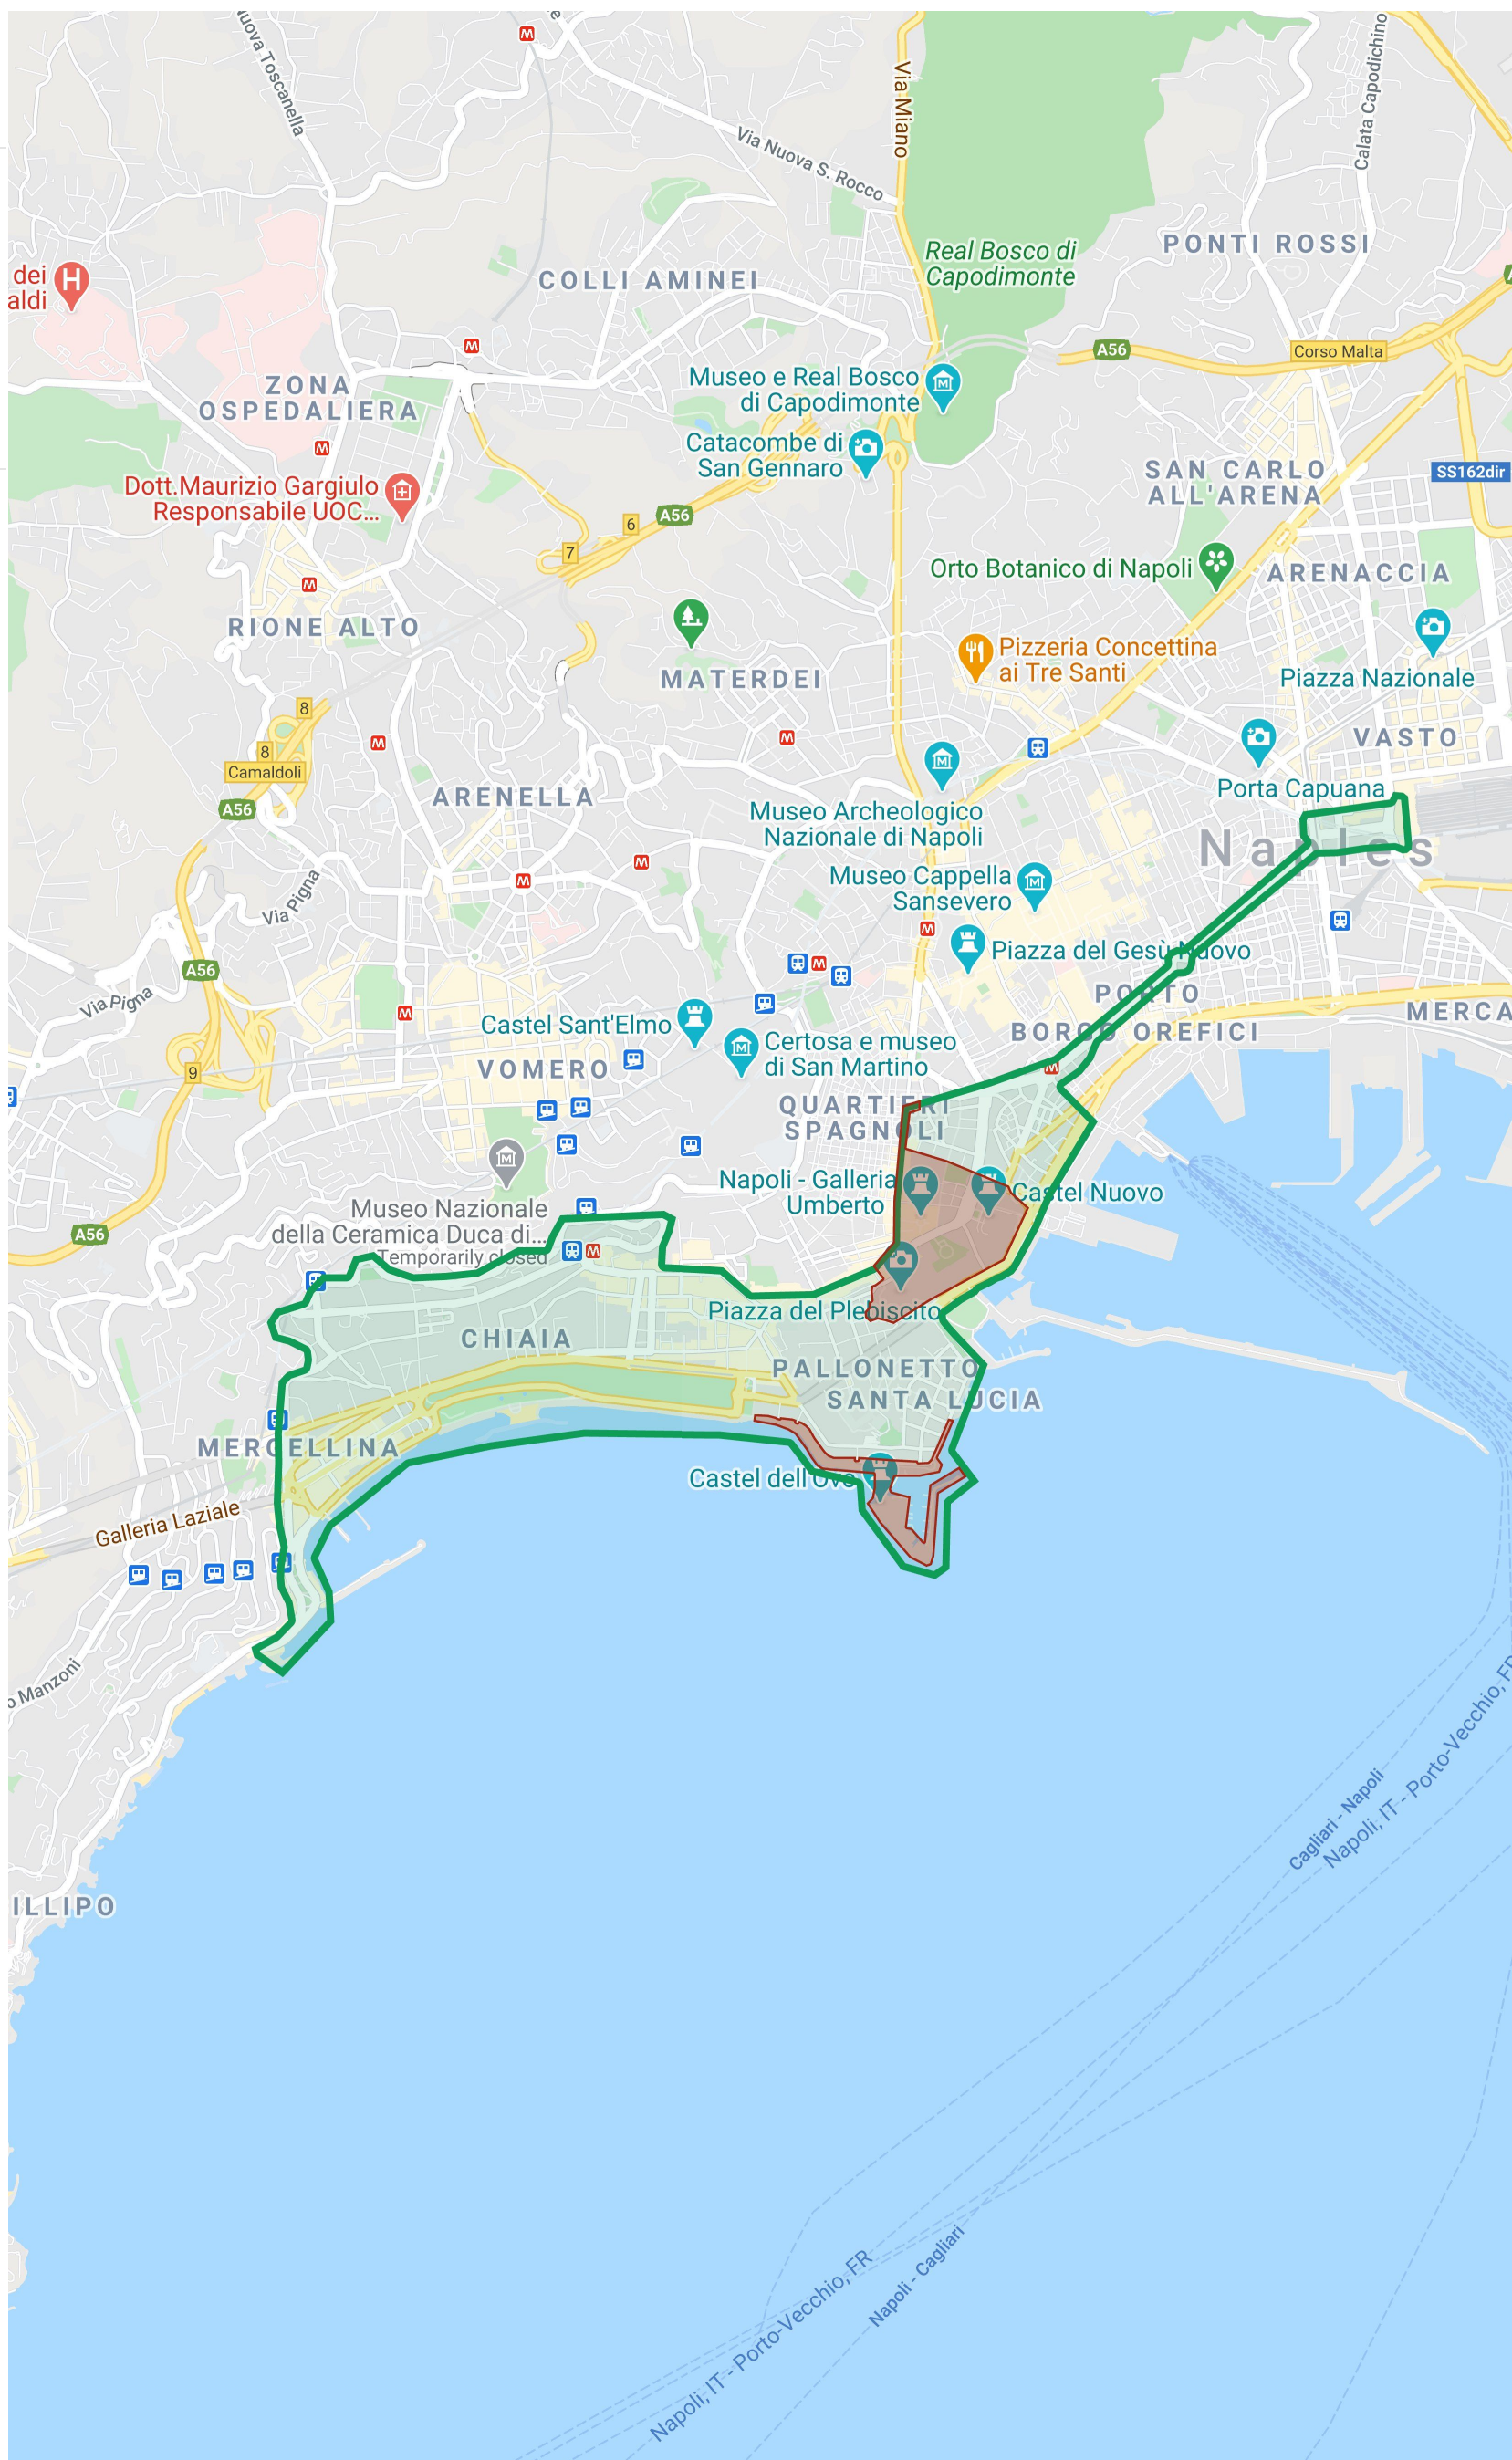 Nuova Toscanella
M
Via Miano
Calata Capodichino
Via Nuova S. Rocco
Real Bosco di
Capodimonte
PONTI ROSSI
dei
aldi
H
COLLI AMINEI
M
A56
Corso Malta
ZONA
OSPEDALIERA
Museo e Real Bosco
di Capodimonte
M
Catacombe di
San Gennaro
SAN CARLO
ALL'ARENA
SS162dir
Dott.Maurizio Gargiulo
Responsabile UOC...
A56
6
7
Orto Botanico di Napoli
ARENACCIA
M
RIONE ALTO
Pizzeria Concettina
ai Tre Santi
MATERDEI
Piazza Nazionale
8
M
M
VASTO
8
Camaldoli
A56
ARENELLA
Porta Capuana
Museo Archeologico
Nazionale di Napoli
Naples
M
M
Museo Cappella
Sansevero
Via Pigna
M
Piazza del Gesù Nuovo
M
A56
Via Pigna
PORTO
M
MERCA
Castel Sant'Elmo
BORGO OREFICI
Certosa e museo
di San Martino
VOMERO
9
M
QUARTIERI
SPAGNOLI
Napoli - Galleria
Umberto
Castel Nuovo
Museo Nazionale
della Ceramica Duca di...
Temporarily closed
A56
M
Piazza del Plebiscito
CHIAIA
PALLONETTO
SANTA LUCIA
MERGELLINA
Castel dell'Ovo
Galleria Laziale
o Manzoni
Napoli, IT - Porto-Vecchio, FR
Cagliari - Napoli
ILLIPO
Napoli, IT - Porto-Vecchio, FR
Napoli - Cagliari